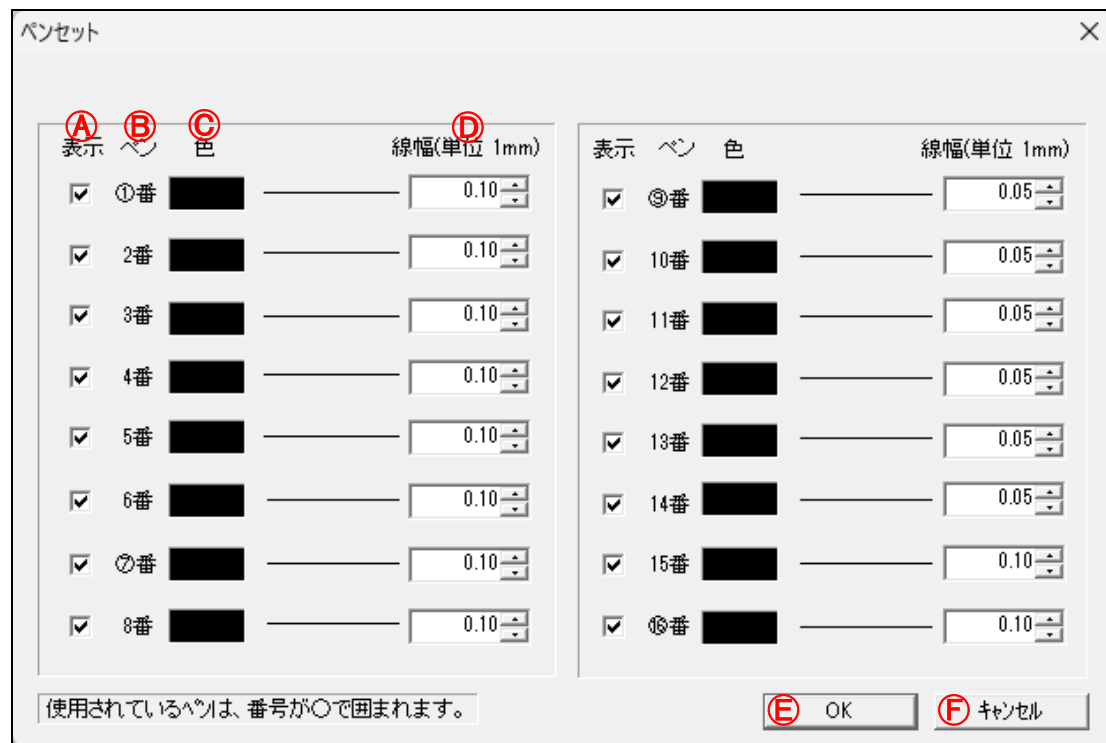 ペンセット
Ⓐ Ⓑ Ⓒ Ⓓ
表示 ペン 色 線幅(単位 1mm)
①番 0.10
2番 0.10
3番 0.10
4番 0.10
5番 0.10
6番 0.10
⑦番 0.10
8番 0.10
表示 ペン 色 線幅(単位 1mm)
⑨番 0.05
10番 0.05
11番 0.05
12番 0.05
13番 0.05
14番 0.05
15番 0.10
⑯番 0.10
使用されているペンは、番号が○で囲まれます。
Ⓔ OK Ⓕ キャンセル